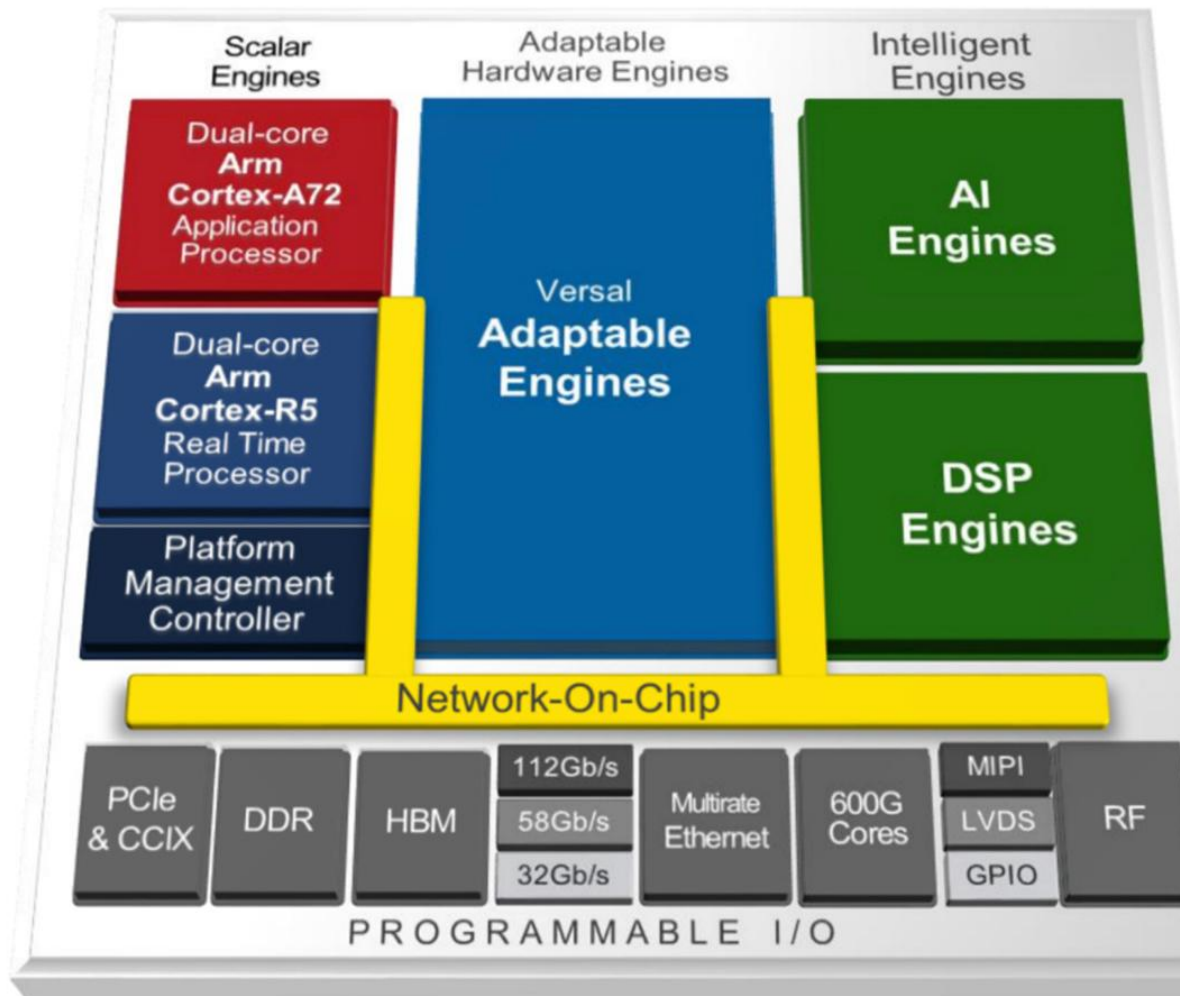 Scalar
Engines
Adaptable
Hardware Engines
Intelligent
Engines
Dual-core
Arm
Cortex-A72
Application
Processor
Dual-core
Arm
Cortex-R5
Real Time
Processor
Platform
Management
Controller
Versal
Adaptable
Engines
AI
Engines
DSP
Engines
Network-On-Chip
PCIe
& CCIX
DDR
HBM
112Gb/s
58Gb/s
32Gb/s
Multirate
Ethernet
600G
Cores
MIPI
LVDS
GPIO
RF
PROGRAMMABLE I/O